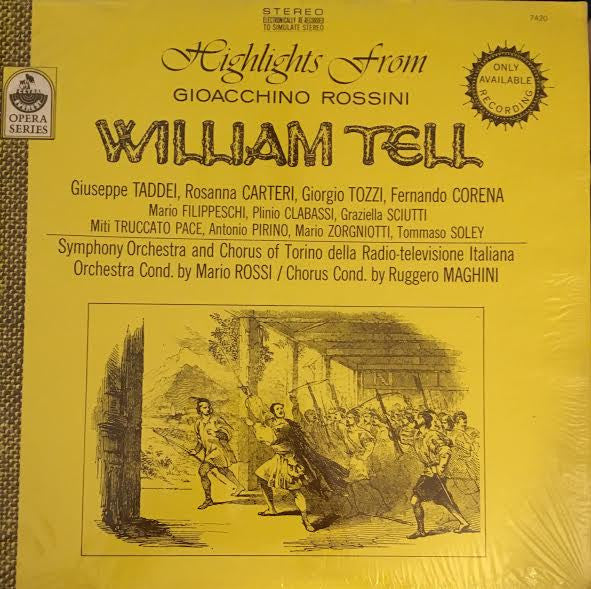 STEREO
ELECTRONICALLY RE-RECORDED
TO SIMULATE STEREO
7420
Highlights From
GIOACCHINO ROSSINI
ONLY
AVAILABLE
RECORDING
OPERA
SERIES
WILLIAM TELL
Giuseppe TADDEI, Rosanna CARTERI, Giorgio TOZZI, Fernando CORENA
Mario FILIPPESCHI, Plinio CLABASSI, Graziella SCIUTTI
Miti TRUCCATO PACE, Antonio PIRINO, Mario ZORGNIOTTI, Tommaso SOLEY
Symphony Orchestra and Chorus of Torino della Radio-televisione Italiana
Orchestra Cond. by Mario ROSSI / Chorus Cond. by Ruggero MAGHINI